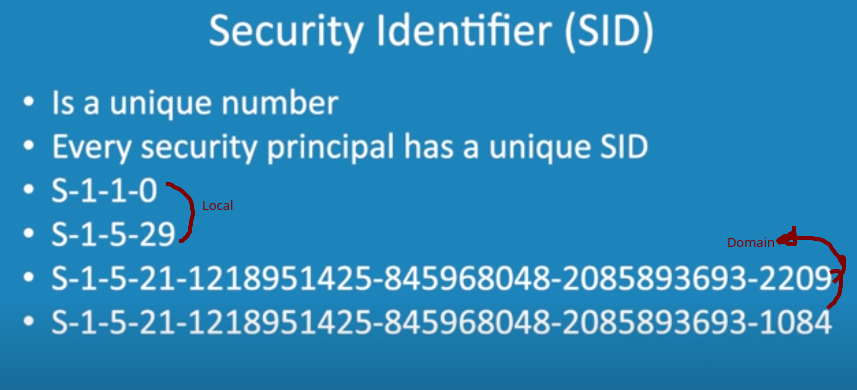 Security Identifier (SID)
• Is a unique number
• Every security principal has a unique SID
• S-1-1-0
Local
• S-1-5-29
Domain
• S-1-5-21-1218951425-845968048-2085893693-2209
• S-1-5-21-1218951425-845968048-2085893693-1084